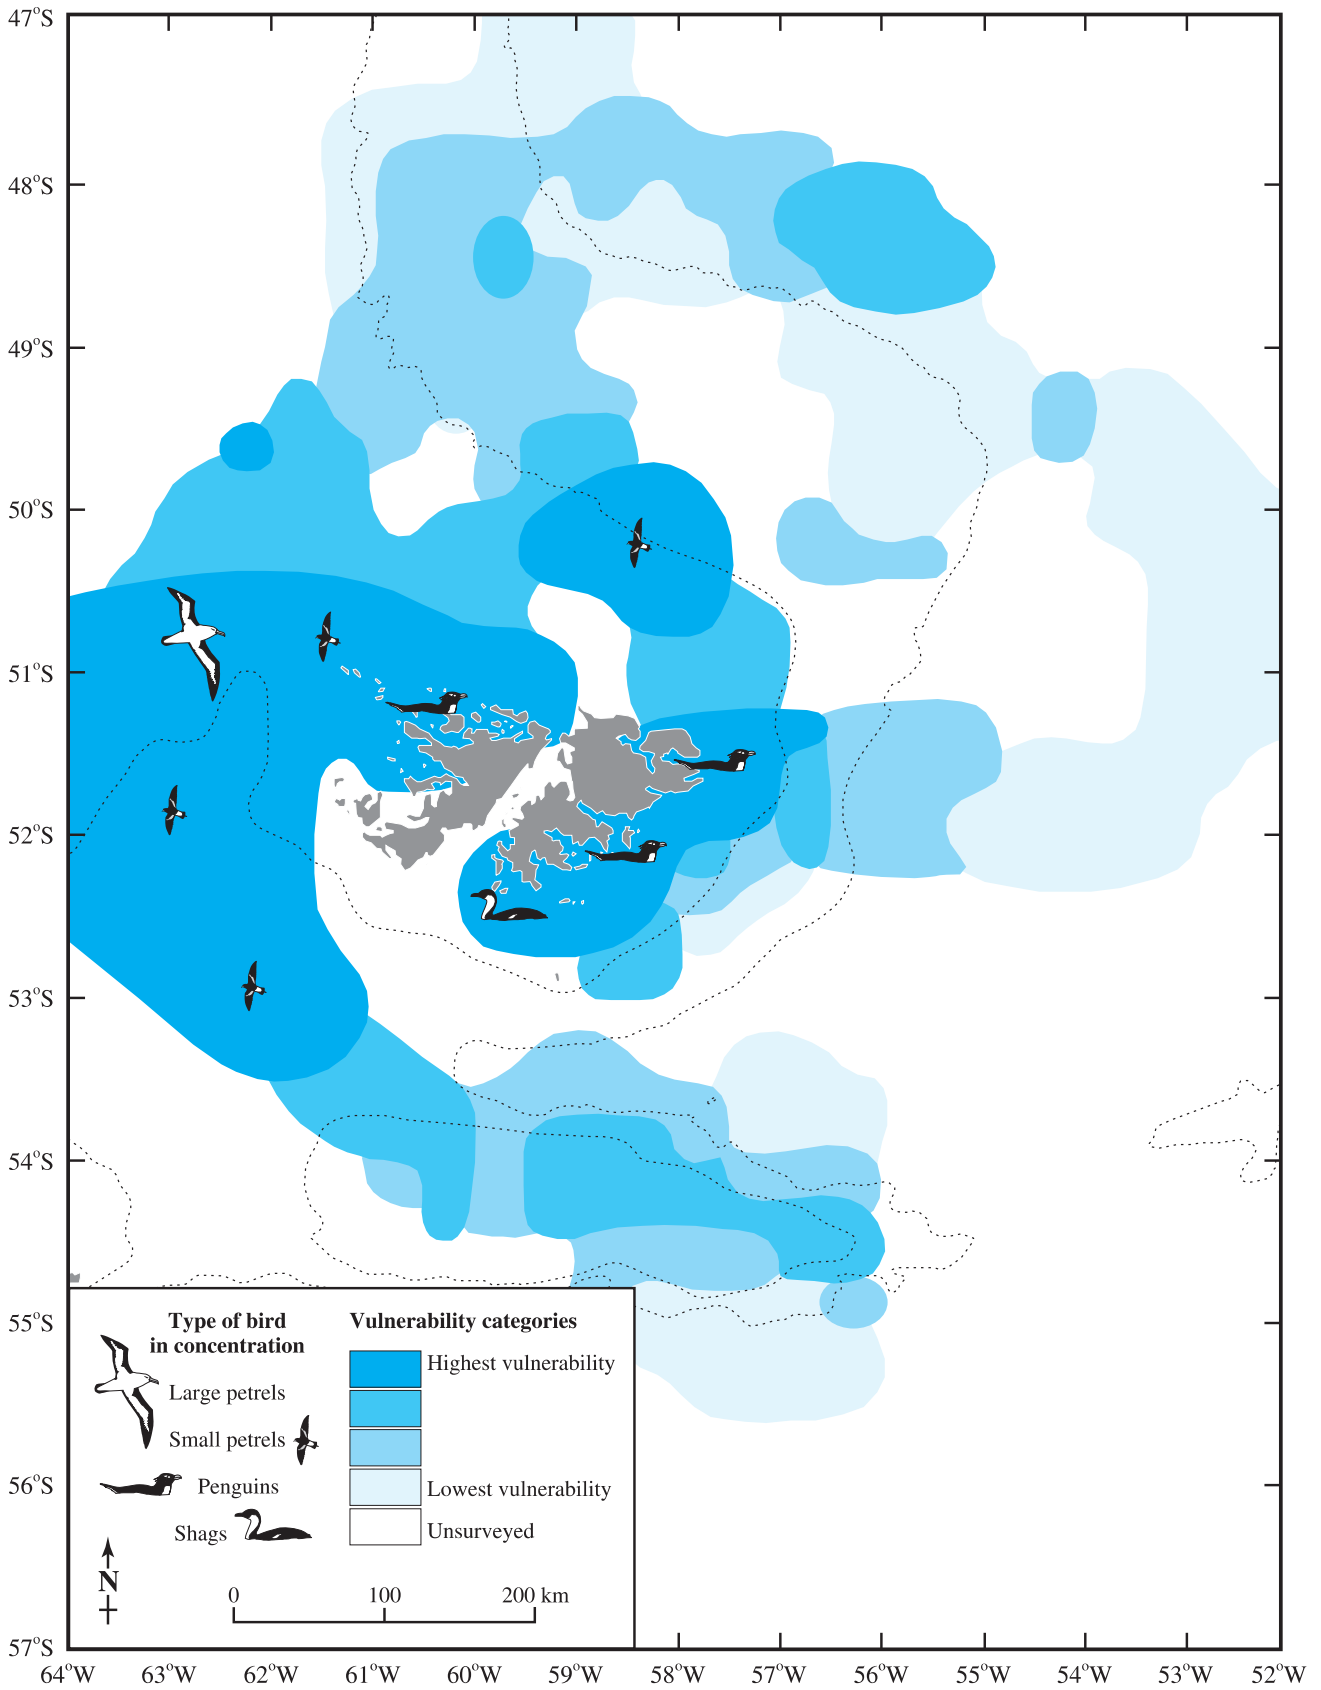 47°S
48°S
49°S
50°S
51°S
52°S
53°S
54°S
55°S
56°S
57°S
Type of bird
in concentration
Large petrels
Small petrels
Penguins
Shags
N
Vulnerability categories
Highest vulnerability
Lowest vulnerability
Unsurveyed
0 100 200 km
64°W 63°W 62°W 61°W 60°W 59°W 58°W 57°W 56°W 55°W 54°W 53°W 52°W